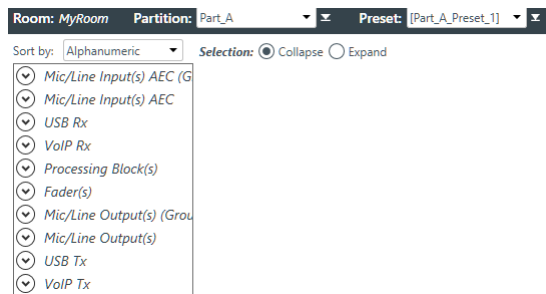 Room: MyRoom Partition: Part_A Preset: [Part_A_Preset_1]
Sort by: Alphanumeric Selection: Collapse Expand
Mic/Line Input(s) AEC (G
Mic/Line Input(s) AEC
USB Rx
VoIP Rx
Processing Block(s)
Fader(s)
Mic/Line Output(s) (Grou
Mic/Line Output(s)
USB Tx
VoIP Tx